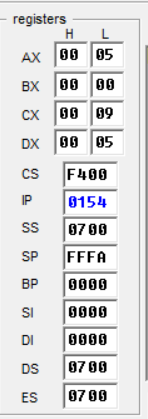 registers
H L
AX 00 05
BX 00 00
CX 00 09
DX 00 05
CS F400
IP 0154
SS 0700
SP FFFA
BP 0000
SI 0000
DI 0000
DS 0700
ES 0700